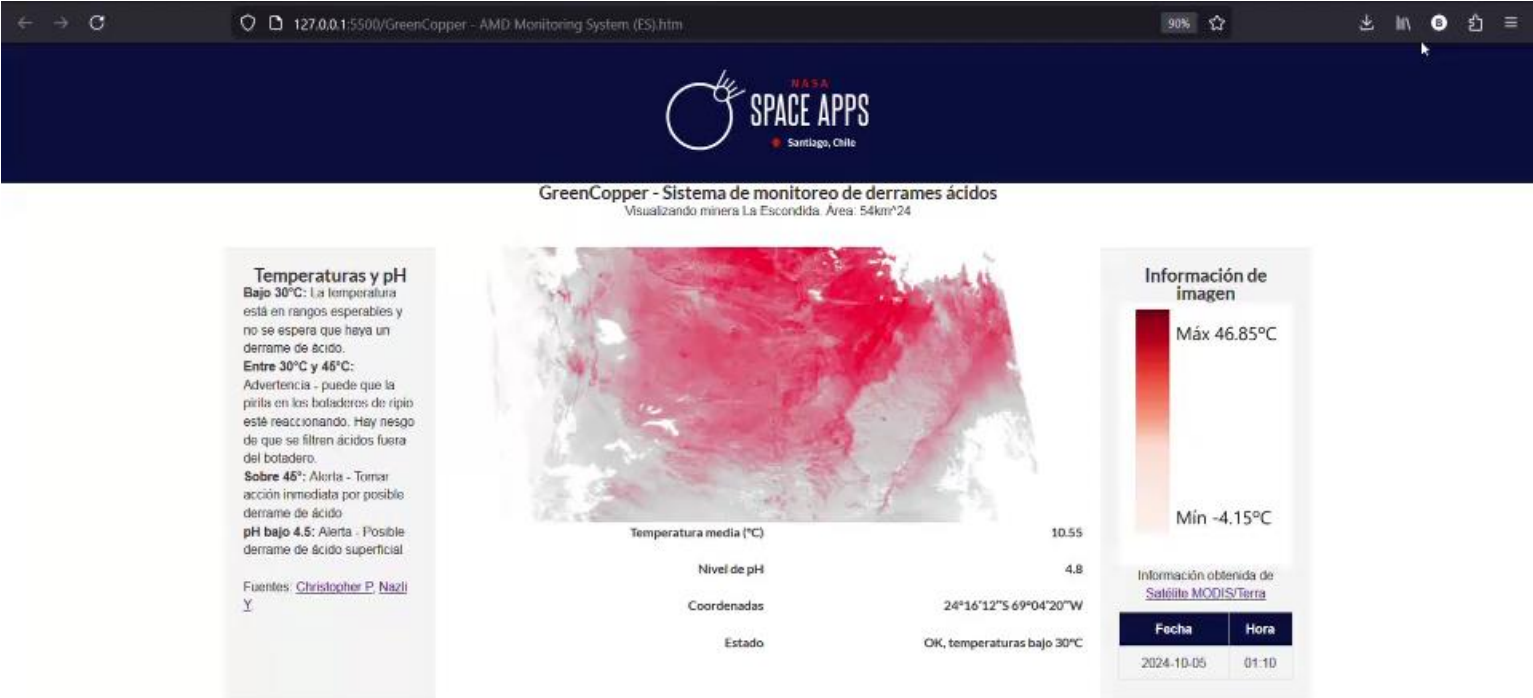 127.0.0.1:5500/GreenCopper - AMD Monitoring System (ES).htm
90%
NASA
SPACE APPS
Santiago, Chile
GreenCopper - Sistema de monitoreo de derrames ácidos
Visualizando minera La Escondida. Área: 54km^24
Temperaturas y pH
Bajo 30°C: La temperatura
está en rangos esperables y
no se espera que haya un
derrame de ácido.
Entre 30°C y 45°C:
Advertencia - puede que la
pirita en los botaderos de ripio
esté reaccionando. Hay riesgo
de que se filtren ácidos fuera
del botadero.
Sobre 45°: Alerta - Tomar
acción inmediata por posible
derrame de ácido
pH bajo 4.5: Alerta - Posible
derrame de ácido superficial
Fuentes: Christophер P, Nazli
Y
Temperatura media (°C) 10.55
Nivel de pH 4.8
Coordenadas 24°16'12"S 69°04'20"W
Estado OK, temperaturas bajo 30°C
Información de
imagen
Máx 46.85°C
Mín -4.15°C
Información obtenida de
Satélite MODIS/Terra
Fecha Hora
2024-10-05 01:10